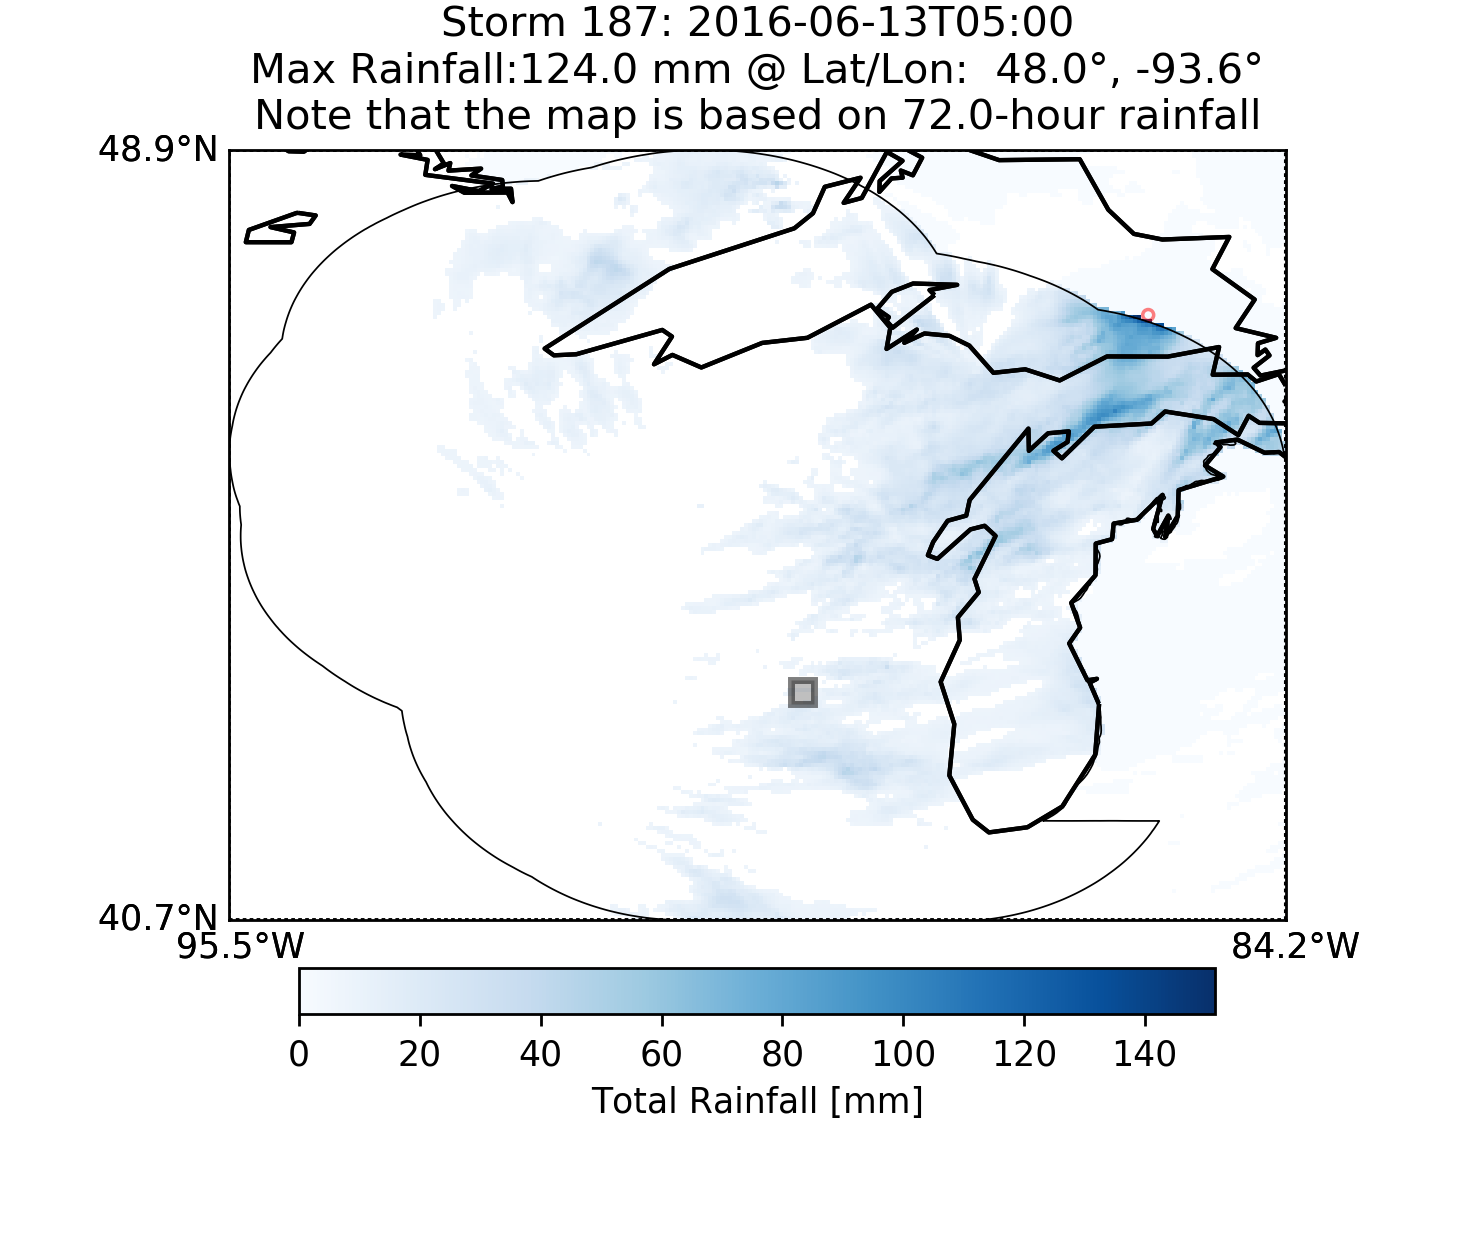 Storm 187: 2016-06-13T05:00
Max Rainfall:124.0 mm @ Lat/Lon:  48.0°, -93.6°
Note that the map is based on 72.0-hour rainfall
48.9°N
40.7°N
95.5°W 84.2°W
0 20 40 60 80 100 120 140
Total Rainfall [mm]